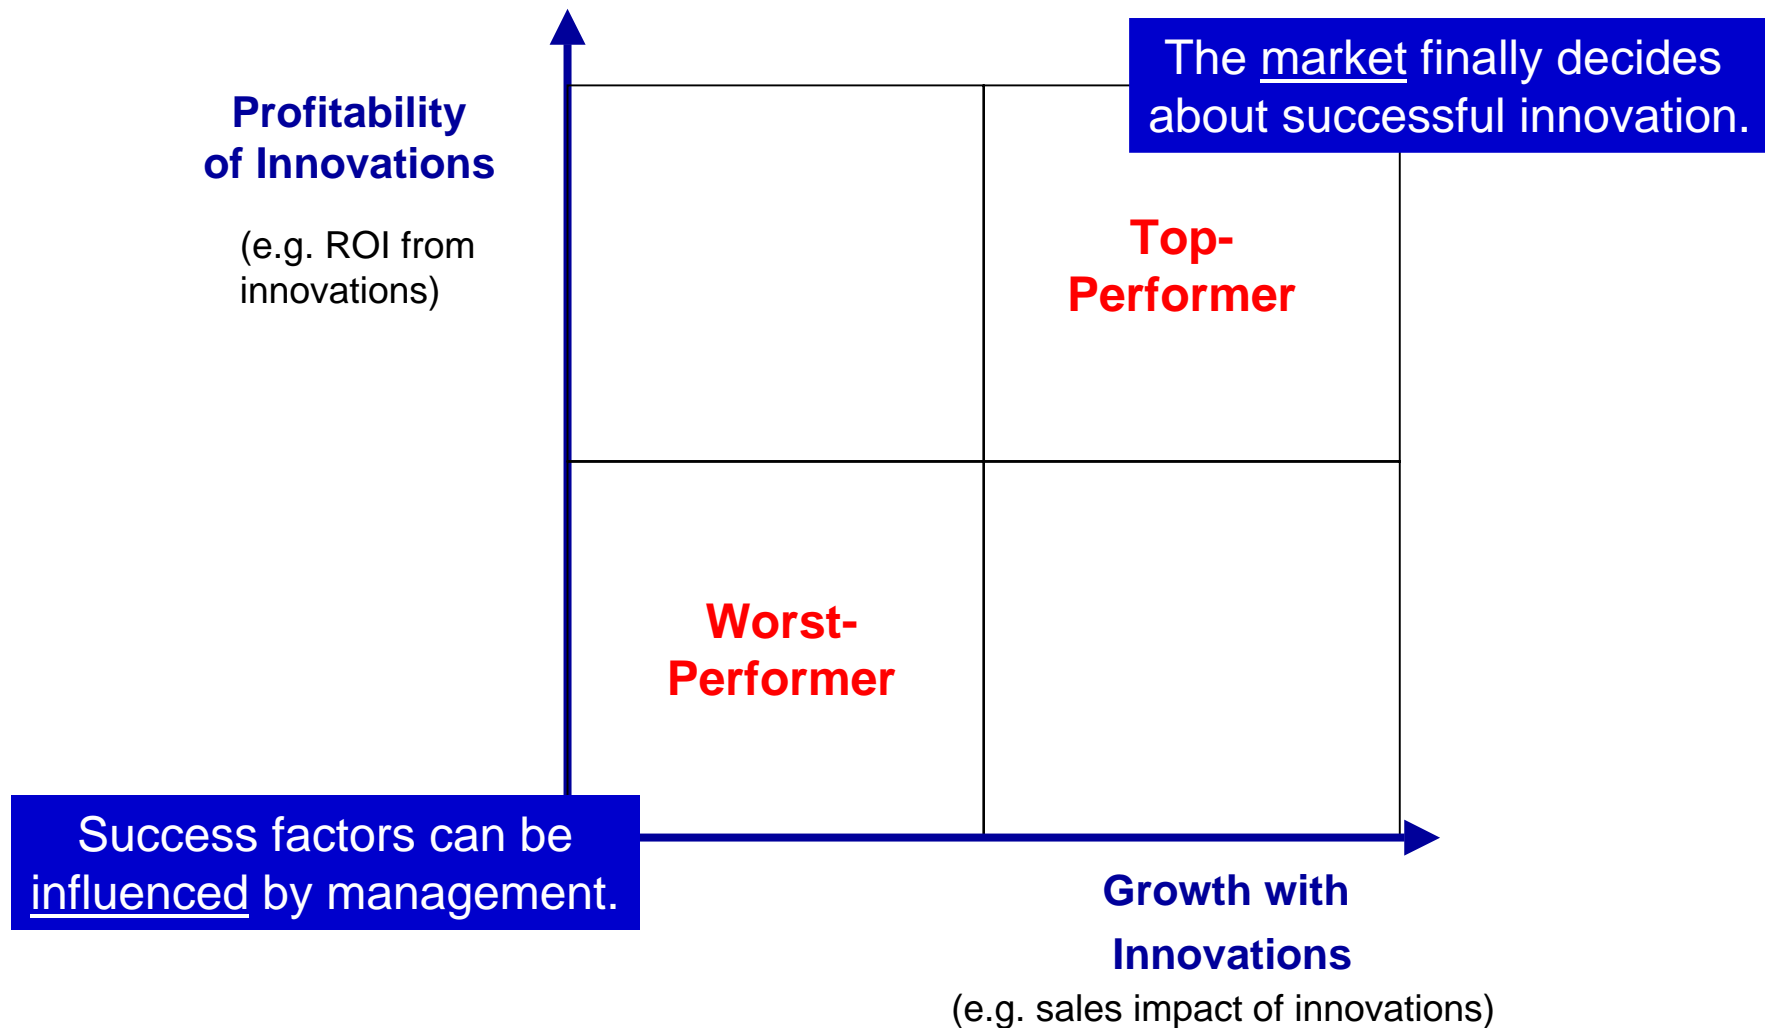 The market finally decides
about successful innovation.
Profitability
of Innovations
(e.g. ROI from
innovations)
Top-
Performer
Worst-
Performer
Success factors can be
influenced by management.
Growth with
Innovations
(e.g. sales impact of innovations)